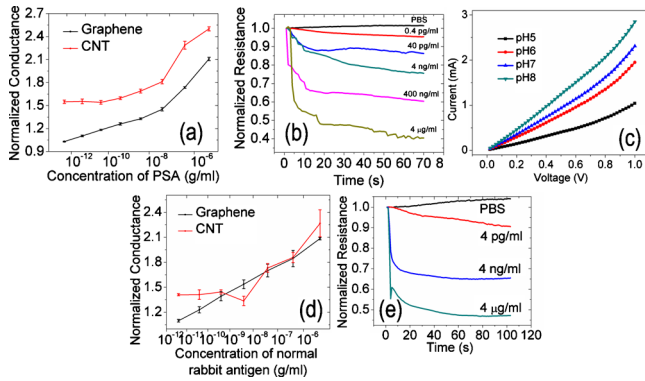 Normalized Conductance
2.7
2.4
2.1
1.8
1.5
1.2
0.9
Graphene
CNT
(a)
10-12 10-10 10-8 10-6
Concentration of PSA (g/ml)
Normalized Resistance
1.0
0.9
0.8
0.7
0.6
0.5
0.4
PBS
0.4 pg/ml
40 pg/ml
4 ng/ml
400 ng/ml
4 μg/ml
(b)
0 10 20 30 40 50 60 70 8
Time (s)
Current (mA)
3
2
1
0
pH5
pH6
pH7
pH8
(c)
0.0 0.2 0.4 0.6 0.8 1.0
Voltage (V)
Normalized Conductance
2.4
2.1
1.8
1.5
1.2
Graphene
CNT
(d)
10-12 10-11 10-10 10-9 10-8 10-7 10-6
Concentration of normal
rabbit antigen (g/ml)
Normalized Resistance
1.0
0.9
0.8
0.7
0.6
0.5
PBS
4 pg/ml
4 ng/ml
4 μg/ml
(e)
0 20 40 60 80 100 120
Time (s)